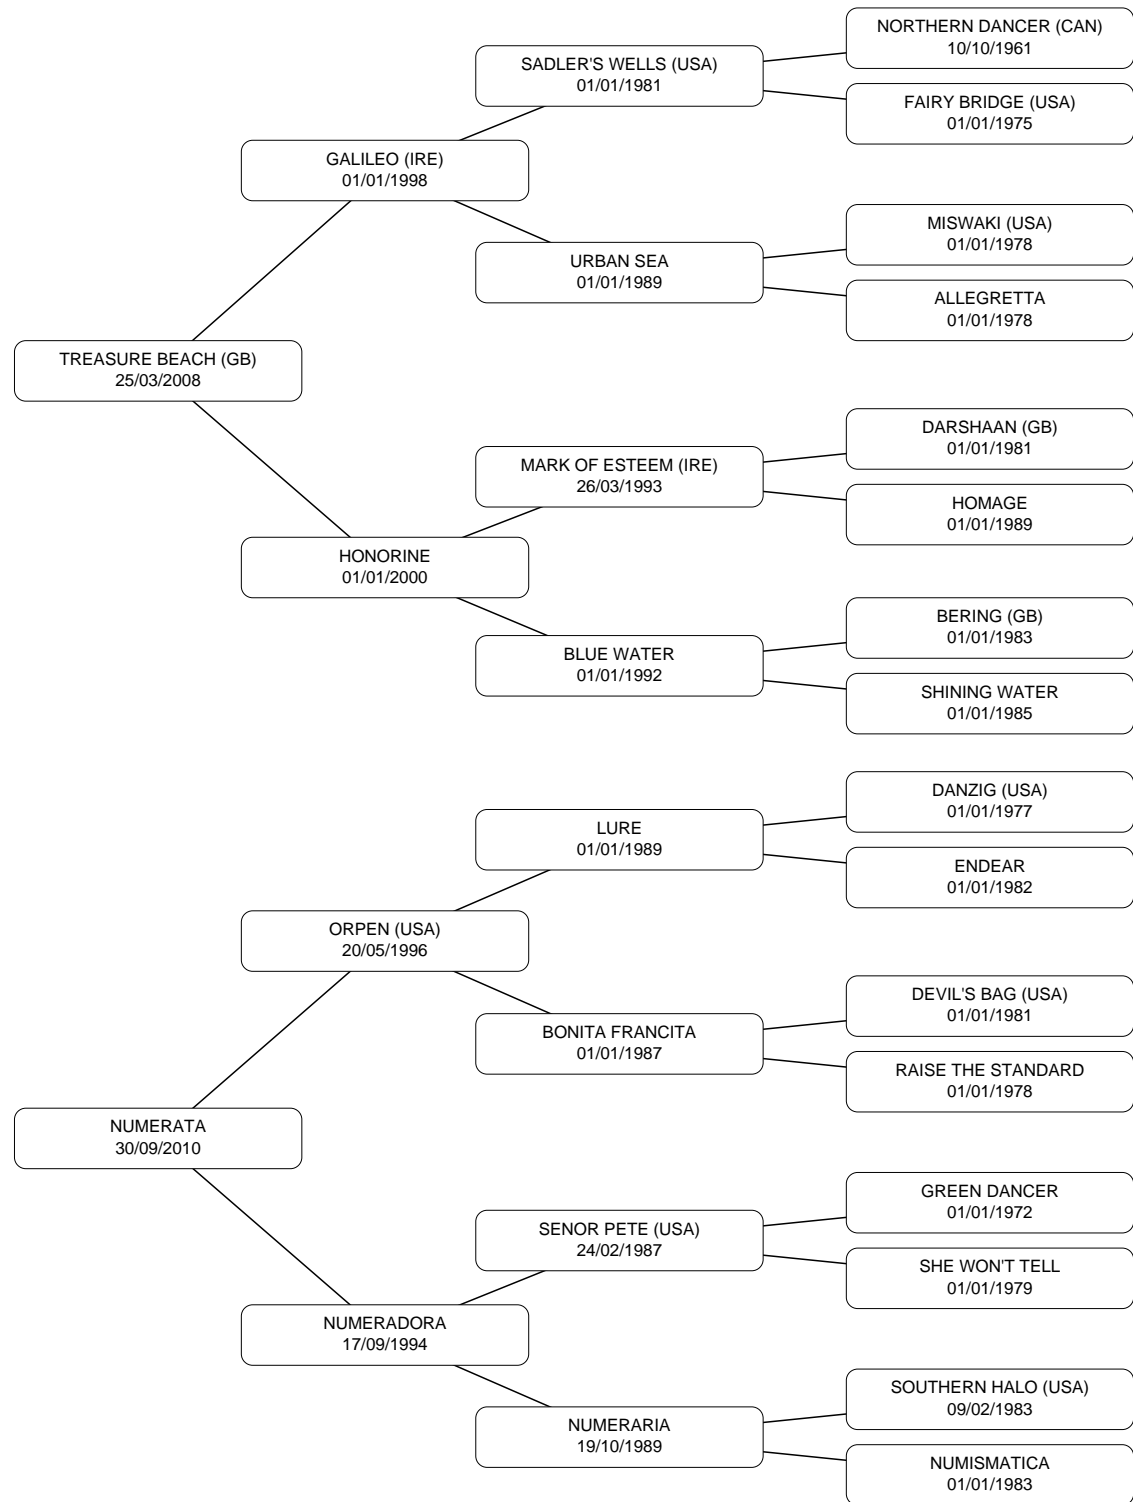 NORTHERN DANCER (CAN)
10/10/1961
SADLER'S WELLS (USA)
01/01/1981
FAIRY BRIDGE (USA)
01/01/1975
GALILEO (IRE)
01/01/1998
MISWAKI (USA)
01/01/1978
URBAN SEA
01/01/1989
ALLEGRETTA
01/01/1978
TREASURE BEACH (GB)
25/03/2008
DARSHAAN (GB)
01/01/1981
MARK OF ESTEEM (IRE)
26/03/1993
HOMAGE
01/01/1989
HONORINE
01/01/2000
BERING (GB)
01/01/1983
BLUE WATER
01/01/1992
SHINING WATER
01/01/1985
DANZIG (USA)
01/01/1977
LURE
01/01/1989
ENDEAR
01/01/1982
ORPEN (USA)
20/05/1996
DEVIL'S BAG (USA)
01/01/1981
BONITA FRANCITA
01/01/1987
RAISE THE STANDARD
01/01/1978
NUMERATA
30/09/2010
GREEN DANCER
01/01/1972
SENOR PETE (USA)
24/02/1987
SHE WON'T TELL
01/01/1979
NUMERADORA
17/09/1994
SOUTHERN HALO (USA)
09/02/1983
NUMERARIA
19/10/1989
NUMISMATICA
01/01/1983